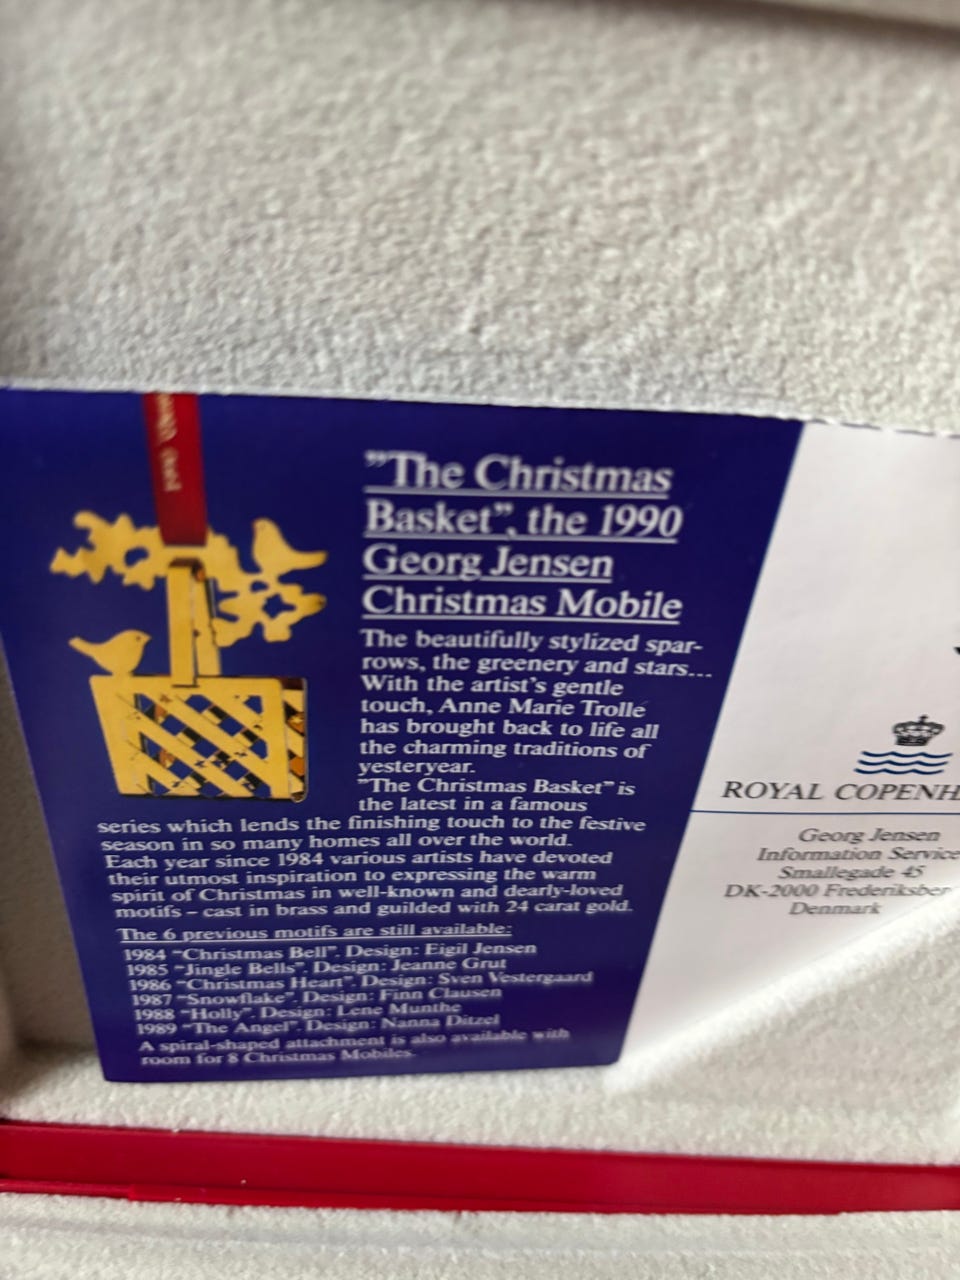 "The Christmas
Basket", the 1990
Georg Jensen
Christmas Mobile
The beautifully stylized spar-
rows, the greenery and stars...
With the artist's gentle
touch, Anne Marie Trolle
has brought back to life all
the charming traditions of
yesteryear.
"The Christmas Basket" is
the latest in a famous
series which lends the finishing touch to the festive
season in so many homes all over the world.
Each year since 1984 various artists have devoted
their utmost inspiration to expressing the warm
spirit of Christmas in well-known and dearly-loved
motifs – cast in brass and guilded with 24 carat gold.
The 6 previous motifs are still available:
1984 "Christmas Bell". Design: Eigil Jensen
1985 "Jingle Bells". Design: Jeanne Grut
1986 "Christmas Heart". Design: Sven Vestergaard
1987 "Snowflake". Design: Finn Clausen
1988 "Holly". Design: Lene Munthe
1989 "The Angel". Design: Nanna Ditzel
A spiral-shaped attachment is also available with
room for 8 Christmas Mobiles.
ROYAL COPENH
Georg Jensen
Information Service
Smallegade 45
DK-2000 Frederiksber
Denmark